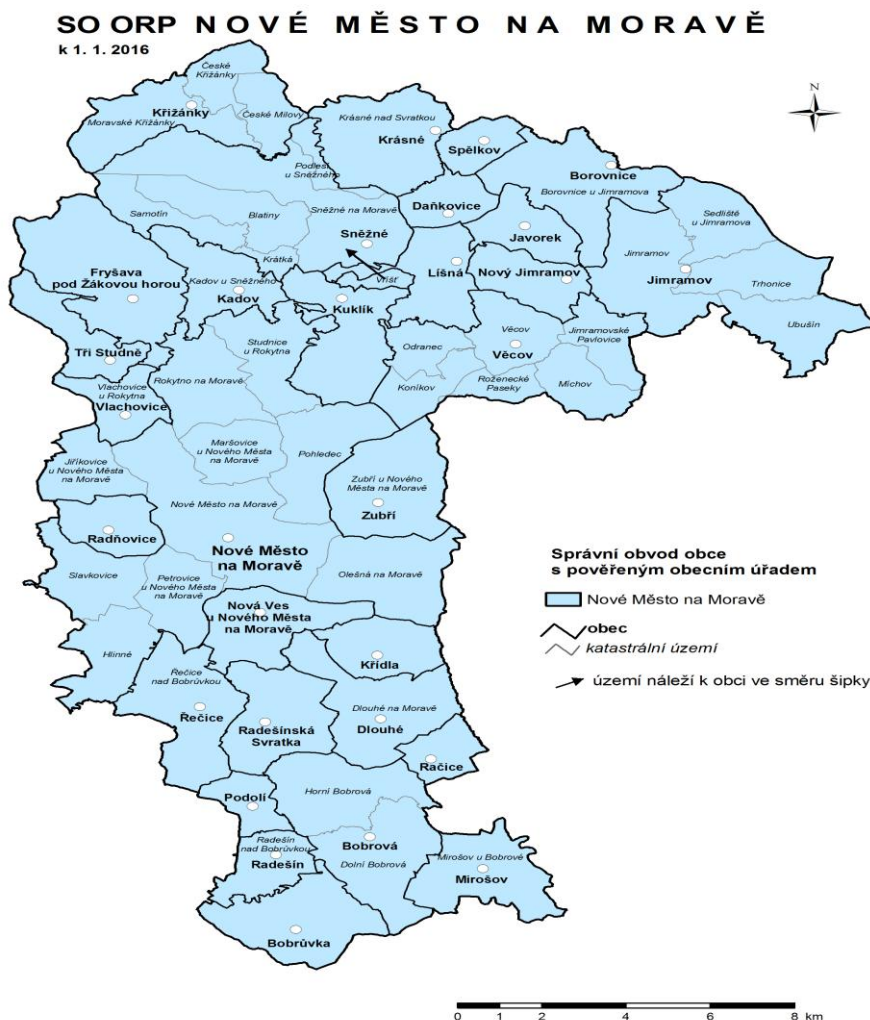 SO ORP NOVÉ MĚSTO NA MORAVĚ
k 1. 1. 2016
N
České
Křižánky
Křižánky
Moravské Křižánky
České Milovy
Krásné nad Svratkou
Krásné
Spělkov
Borovnice
Borovnice u Jimramova
Podlesí
u Sněžného
Daňkovice
Sedliště
u Jimramova
Samotín
Blatiny
Sněžné na Moravě
Sněžné
Javorek
Krátká
Líšná
Nový Jimramov
Jimramov
Jimramov
Trhonice
Fryšava
pod Žákovou horou
Kadov u Sněžného
Kadov
Vříšť
Kuklík
Ubušín
Studnice
u Rokytna
Odranec
Věcov
Věcov
Jimramovské
Pavlovice
Tři Studně
Rokytno na Moravě
Koníkov
Roženecké
Paseky
Míchov
Vlachovice
u Rokytna
Vlachovice
Maršovice
u Nového Města
na Moravě
Pohledec
Jiříkovice
u Nového Města
na Moravě
Zubří u Nového
Města na Moravě
Zubří
Nové Město na Moravě
Radňovice
Nové Město
na Moravě
Slavkovice
Petrovice
u Nového Města
na Moravě
Olešná na Moravě
Nová Ves
u Nového Města
na Moravě
Hlinné
Křídla
Řečice
nad Bobrůvkou
Řečice
Radešínská
Svratka
Dlouhé na Moravě
Dlouhé
Račice
Podolí
Horní Bobrová
Radešín
nad Bobrůvkou
Radešín
Bobrová
Dolní Bobrová
Mirošov u Bobrové
Mirošov
Bobrůvka
Správní obvod obce
s pověřeným obecním úřadem
Nové Město na Moravě
obec
katastrální území
území náleží k obci ve směru šipky
0 1 2 4 6 8 km